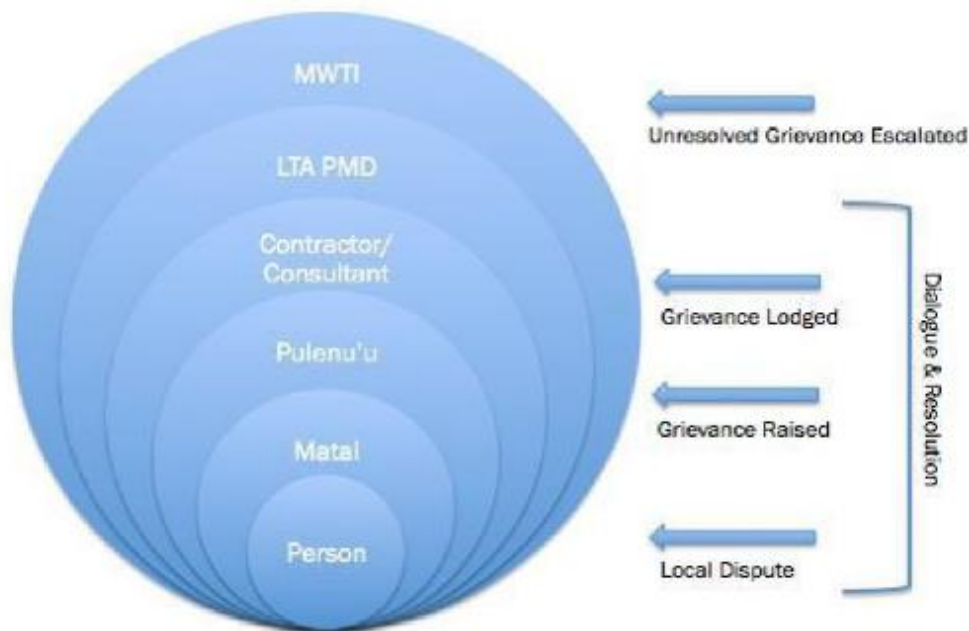 MWTI
Unresolved Grievance Escalated
LTA PMD
Contractor/
Consultant
Grievance Lodged
Pulenu'u
Grievance Raised
Matai
Person
Local Dispute
Dialogue & Resolution